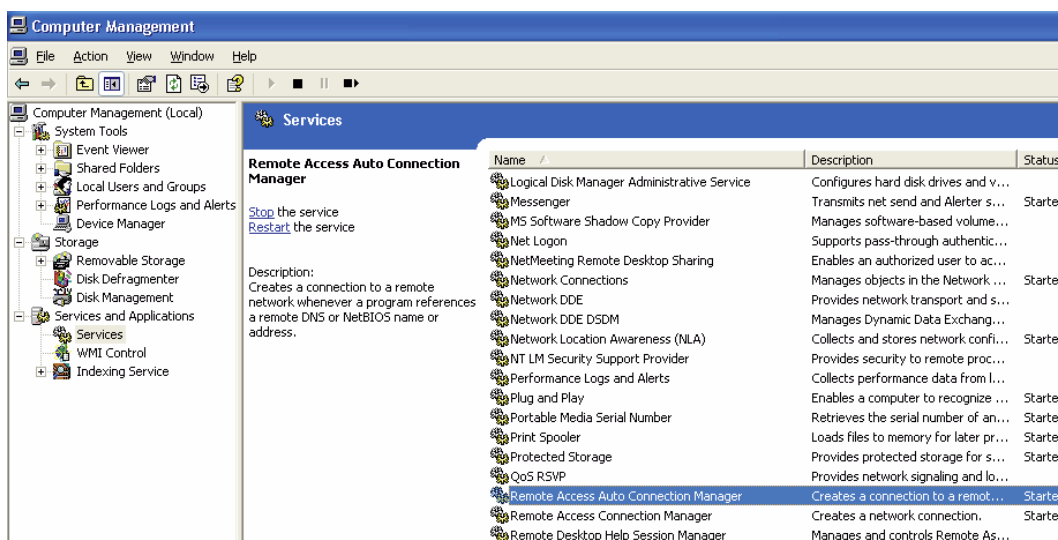 Computer Management
File Action View Window Help
Computer Management (Local)
System Tools
Event Viewer
Shared Folders
Local Users and Groups
Performance Logs and Alerts
Device Manager
Storage
Removable Storage
Disk Defragmenter
Disk Management
Services and Applications
Services
WMI Control
Indexing Service
Services
Remote Access Auto Connection
Manager
Stop the service
Restart the service
Description:
Creates a connection to a remote
network whenever a program references
a remote DNS or NetBIOS name or
address.
Name Description Status
Logical Disk Manager Administrative Service Configures hard disk drives and v...
Messenger Transmits net send and Alerter s... Starte
MS Software Shadow Copy Provider Manages software-based volume...
Net Logon Supports pass-through authentic...
NetMeeting Remote Desktop Sharing Enables an authorized user to ac...
Network Connections Manages objects in the Network ... Starte
Network DDE Provides network transport and s...
Network DDE DSDM Manages Dynamic Data Exchang...
Network Location Awareness (NLA) Collects and stores network confi... Starte
NT LM Security Support Provider Provides security to remote proc...
Performance Logs and Alerts Collects performance data from l...
Plug and Play Enables a computer to recognize ... Starte
Portable Media Serial Number Retrieves the serial number of an... Starte
Print Spooler Loads files to memory for later pr... Starte
Protected Storage Provides protected storage for s... Starte
QoS RSVP Provides network signaling and lo...
Remote Access Auto Connection Manager Creates a connection to a remot... Starte
Remote Access Connection Manager Creates a network connection. Starte
Remote Desktop Help Session Manager Manages and controls Remote As...